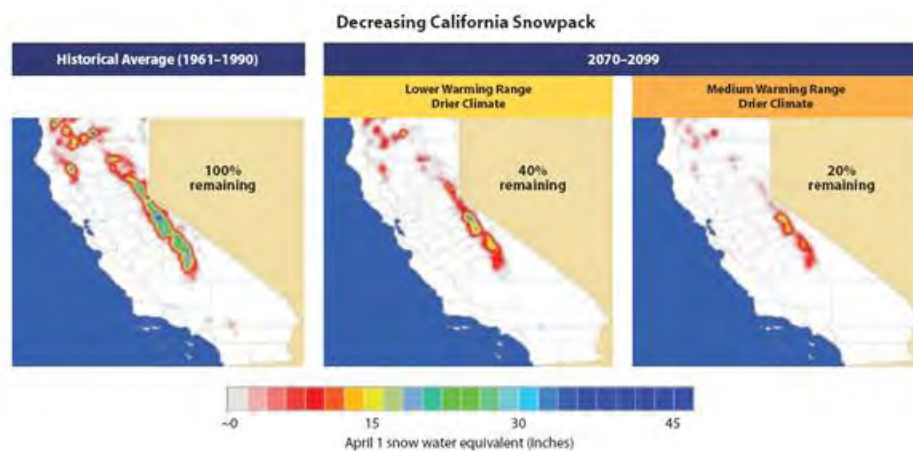 Decreasing California Snowpack
Historical Average (1961–1990)
2070–2099
Lower Warming Range
Drier Climate
Medium Warming Range
Drier Climate
100%
remaining
40%
remaining
20%
remaining
~0 15 30 45
April 1 snow water equivalent (inches)